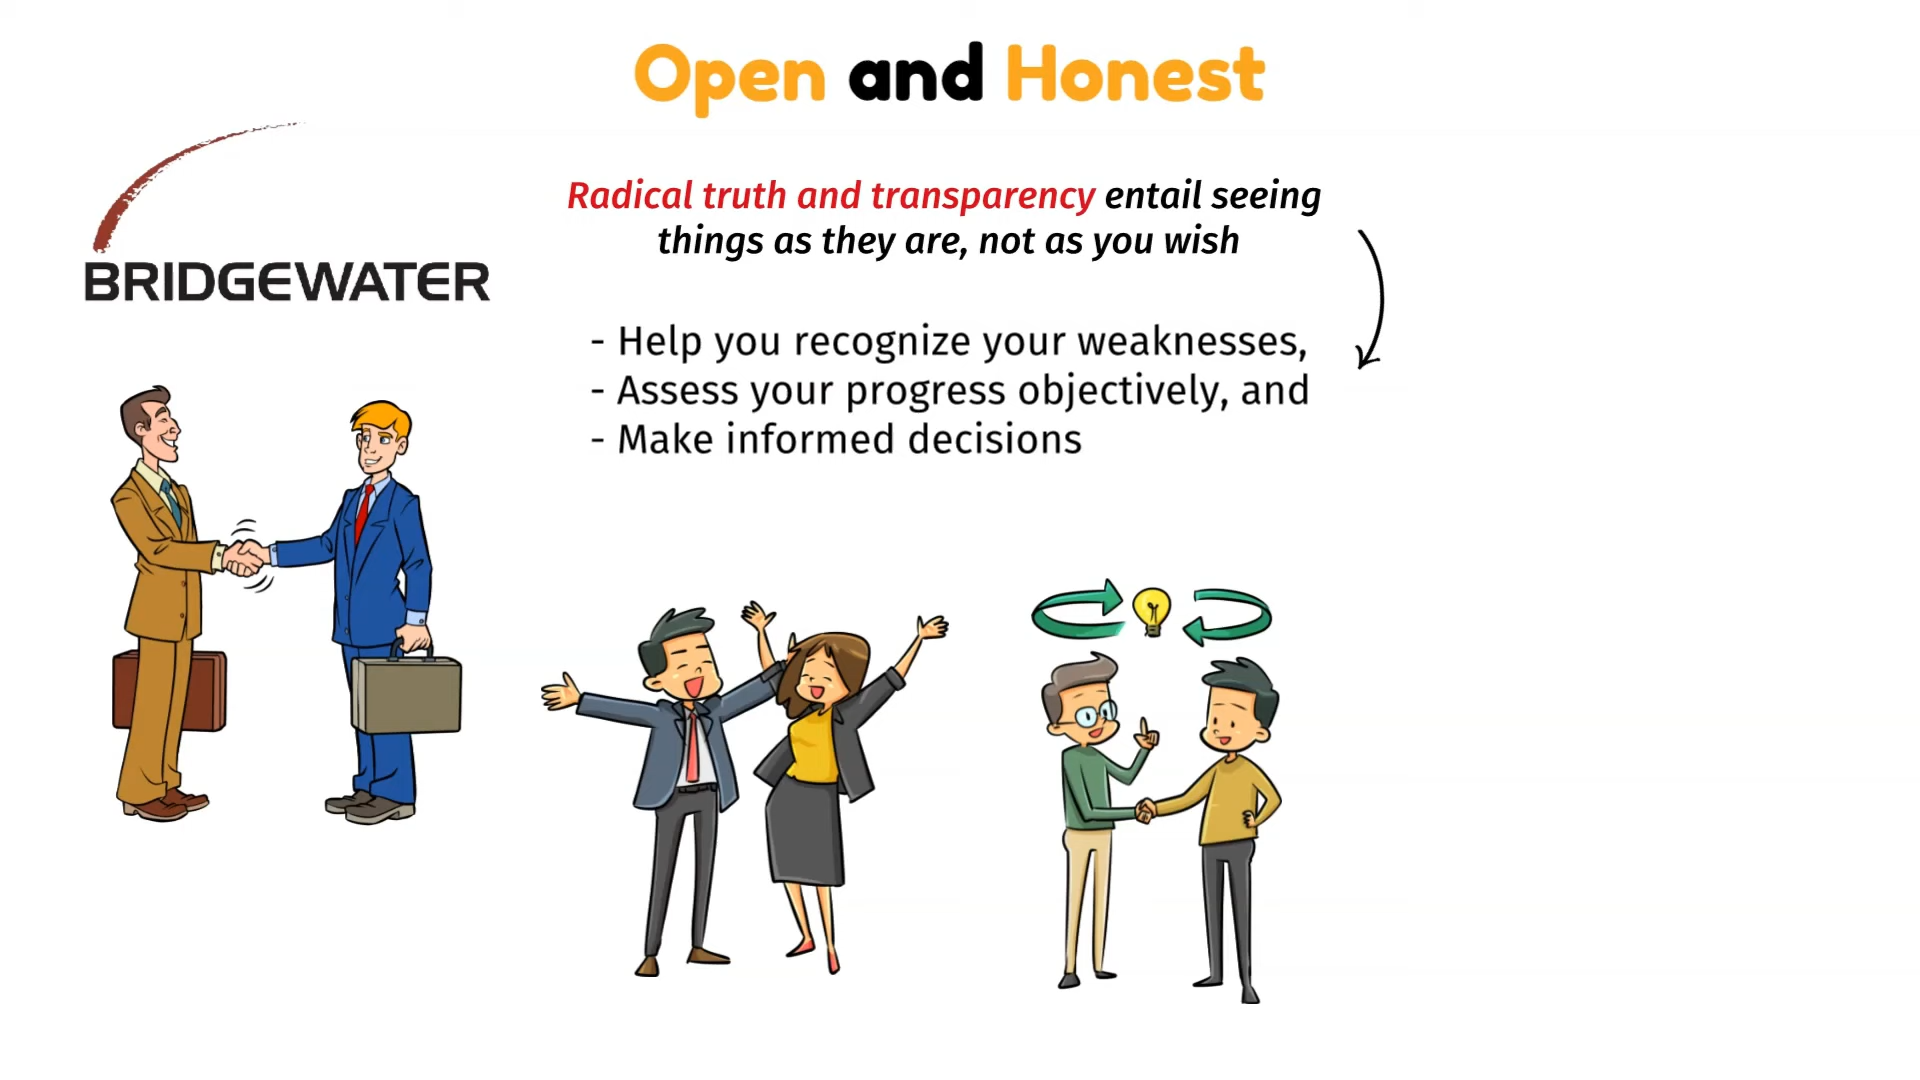 Open and Honest
BRIDGEWATER
Radical truth and transparency entail seeing
things as they are, not as you wish
- Help you recognize your weaknesses,
- Assess your progress objectively, and
- Make informed decisions